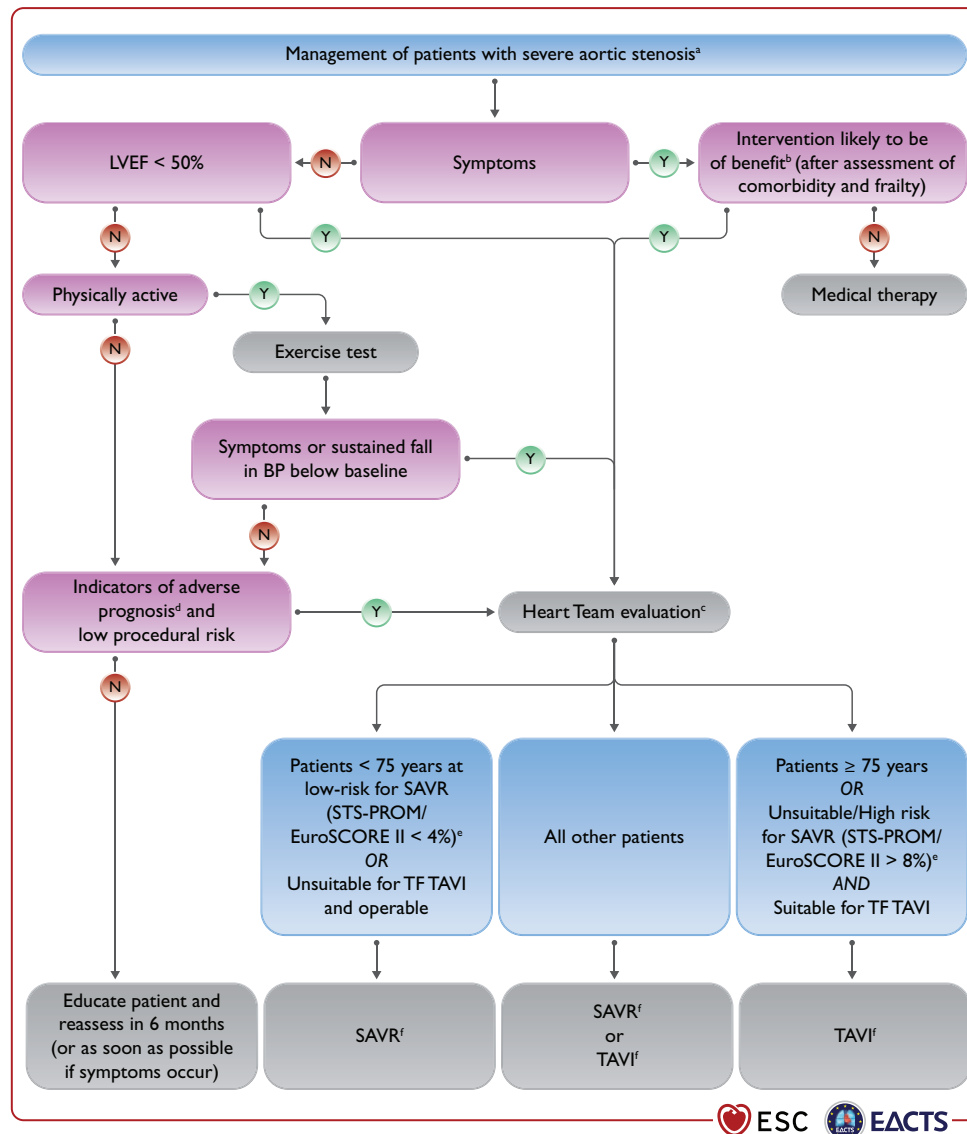 Management of patients with severe aortic stenosisᵃ
LVEF < 50%
N
Symptoms
Y
Intervention likely to be
of benefitᵇ (after assessment of
comorbidity and frailty)
N
Y
Y
N
Physically active
Y
Medical therapy
N
Exercise test
Symptoms or sustained fall
in BP below baseline
Y
N
Indicators of adverse
prognosisᵈ and
low procedural risk
Y
Heart Team evaluationᶜ
N
Patients < 75 years at
low-risk for SAVR
(STS-PROM/
EuroSCORE II < 4%)ᵉ
OR
Unsuitable for TF TAVI
and operable
All other patients
Patients ≥ 75 years
OR
Unsuitable/High risk
for SAVR (STS-PROM/
EuroSCORE II > 8%)ᵉ
AND
Suitable for TF TAVI
Educate patient and
reassess in 6 months
(or as soon as possible
if symptoms occur)
SAVRᶠ
SAVRᶠ
or
TAVIᶠ
TAVIᶠ
ESC
EACTS
EΔCTS